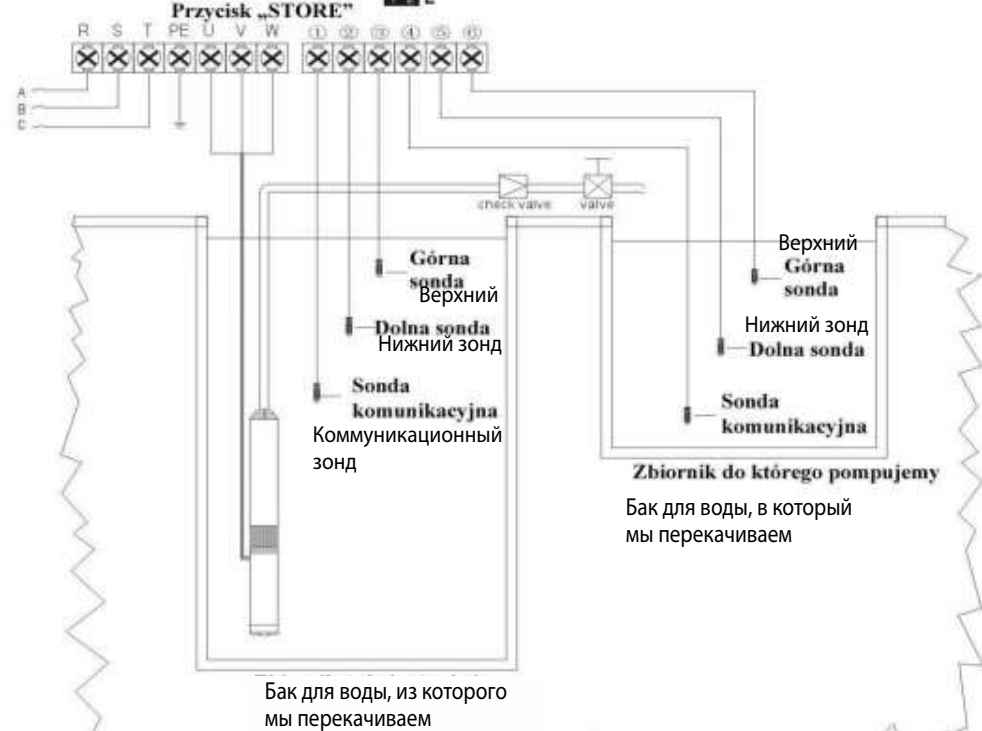 Przycisk „STORE”
R S T PE U V W ① ② ③ ④ ⑤ ⑥
A
B
C
check valve valve
Górna
sonda
Верхний
Dolna sonda
Нижний зонд
Sonda
komunikacyjna
Коммуникационный
зонд
Верхний
Górna
sonda
Нижний зонд
Dolna sonda
Sonda
komunikacyjna
Zbiornik do którego pompujemy
Бак для воды, в который
мы перекачиваем
Бак для воды, из которого
мы перекачиваем